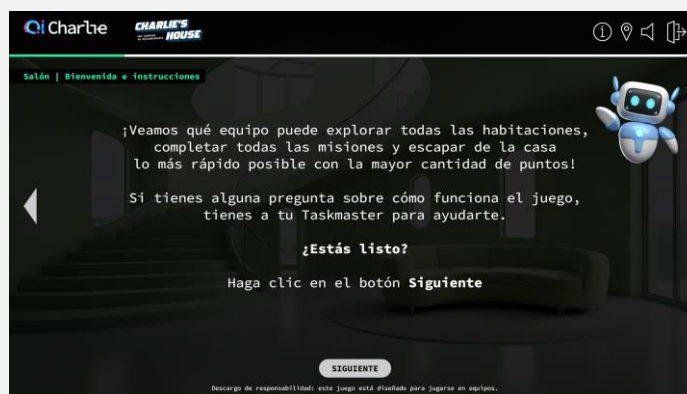 Qi Charlie
CHARLIE'S
HOUSE
Salón | Bienvenida e instrucciones
¡Veamos qué equipo puede explorar todas las habitaciones,
completar todas las misiones y escapar de la casa
lo más rápido posible con la mayor cantidad de puntos!
Si tienes alguna pregunta sobre cómo funciona el juego,
tienes a tu Taskmaster para ayudarte.
¿Estás listo?
Haga clic en el botón Siguiente
SIGUIENTE
Descargo de responsabilidad: este juego está diseñado para jugarse en equipos.